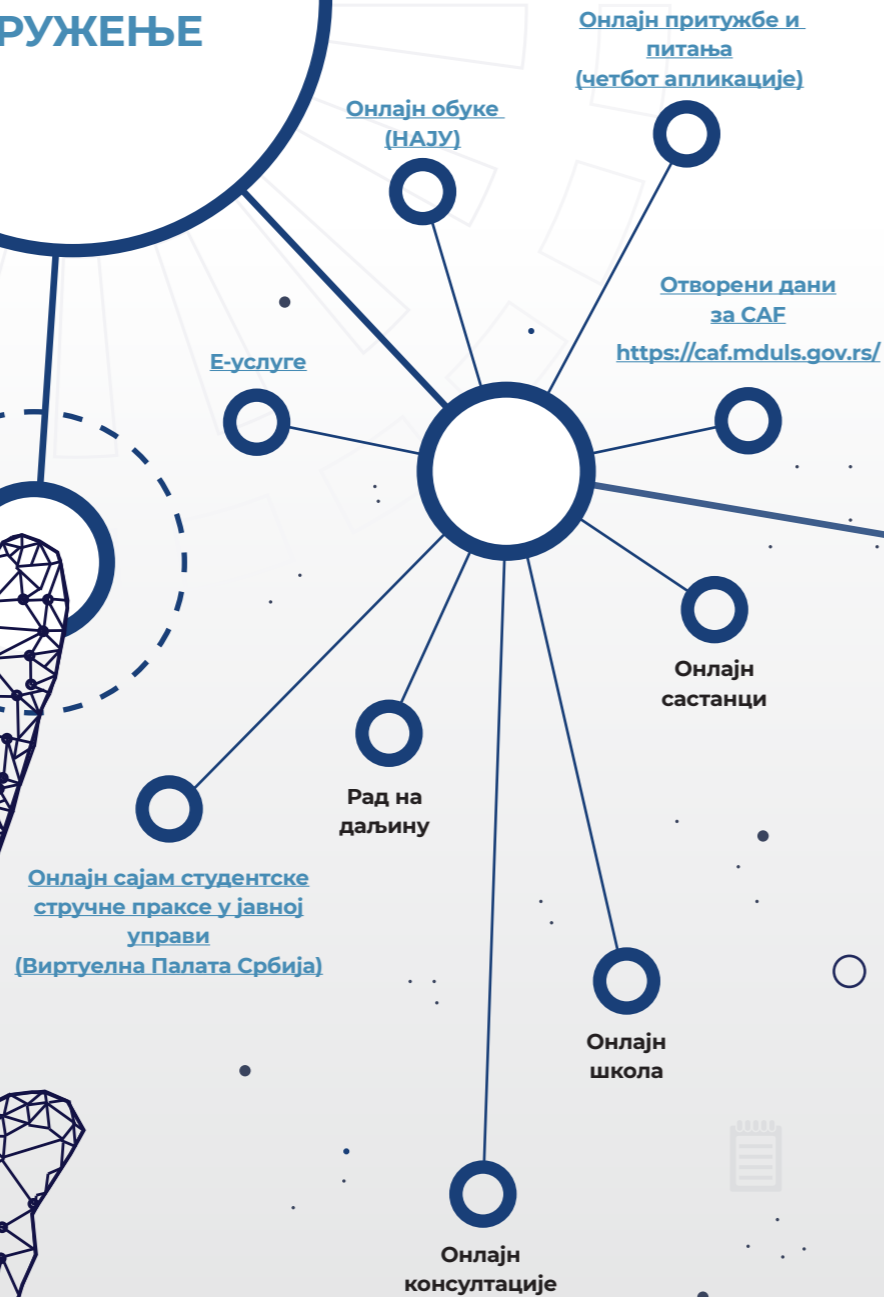 РУЖЕЊЕ
Онлајн притужбе и
питања
(четбот апликације)
Онлајн обуке
(НАЈУ)
Отворени дани
за CAF
https://caf.mduls.gov.rs/
Е-услуге
Онлајн
састанци
Рад на
даљину
Онлајн сајам студентске
стручне праксе у јавној
управи
(Виртуелна Палата Србија)
Онлајн
школа
Онлајн
консултације